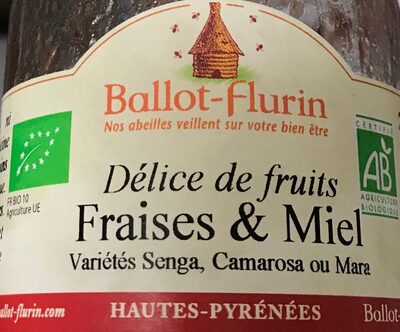 Ballot-Flurin
Nos abeilles veillent sur votre bien être
Délice de fruits
Fraises & Miel
Variétés Senga, Camarosa ou Mara
FR BIO 10
Agriculture UE
CERTIFIÉ
AB
AGRICULTURE
BIOLOGIQUE
allot-flurin.com
HAUTES-PYRÉNÉES
Ballot-